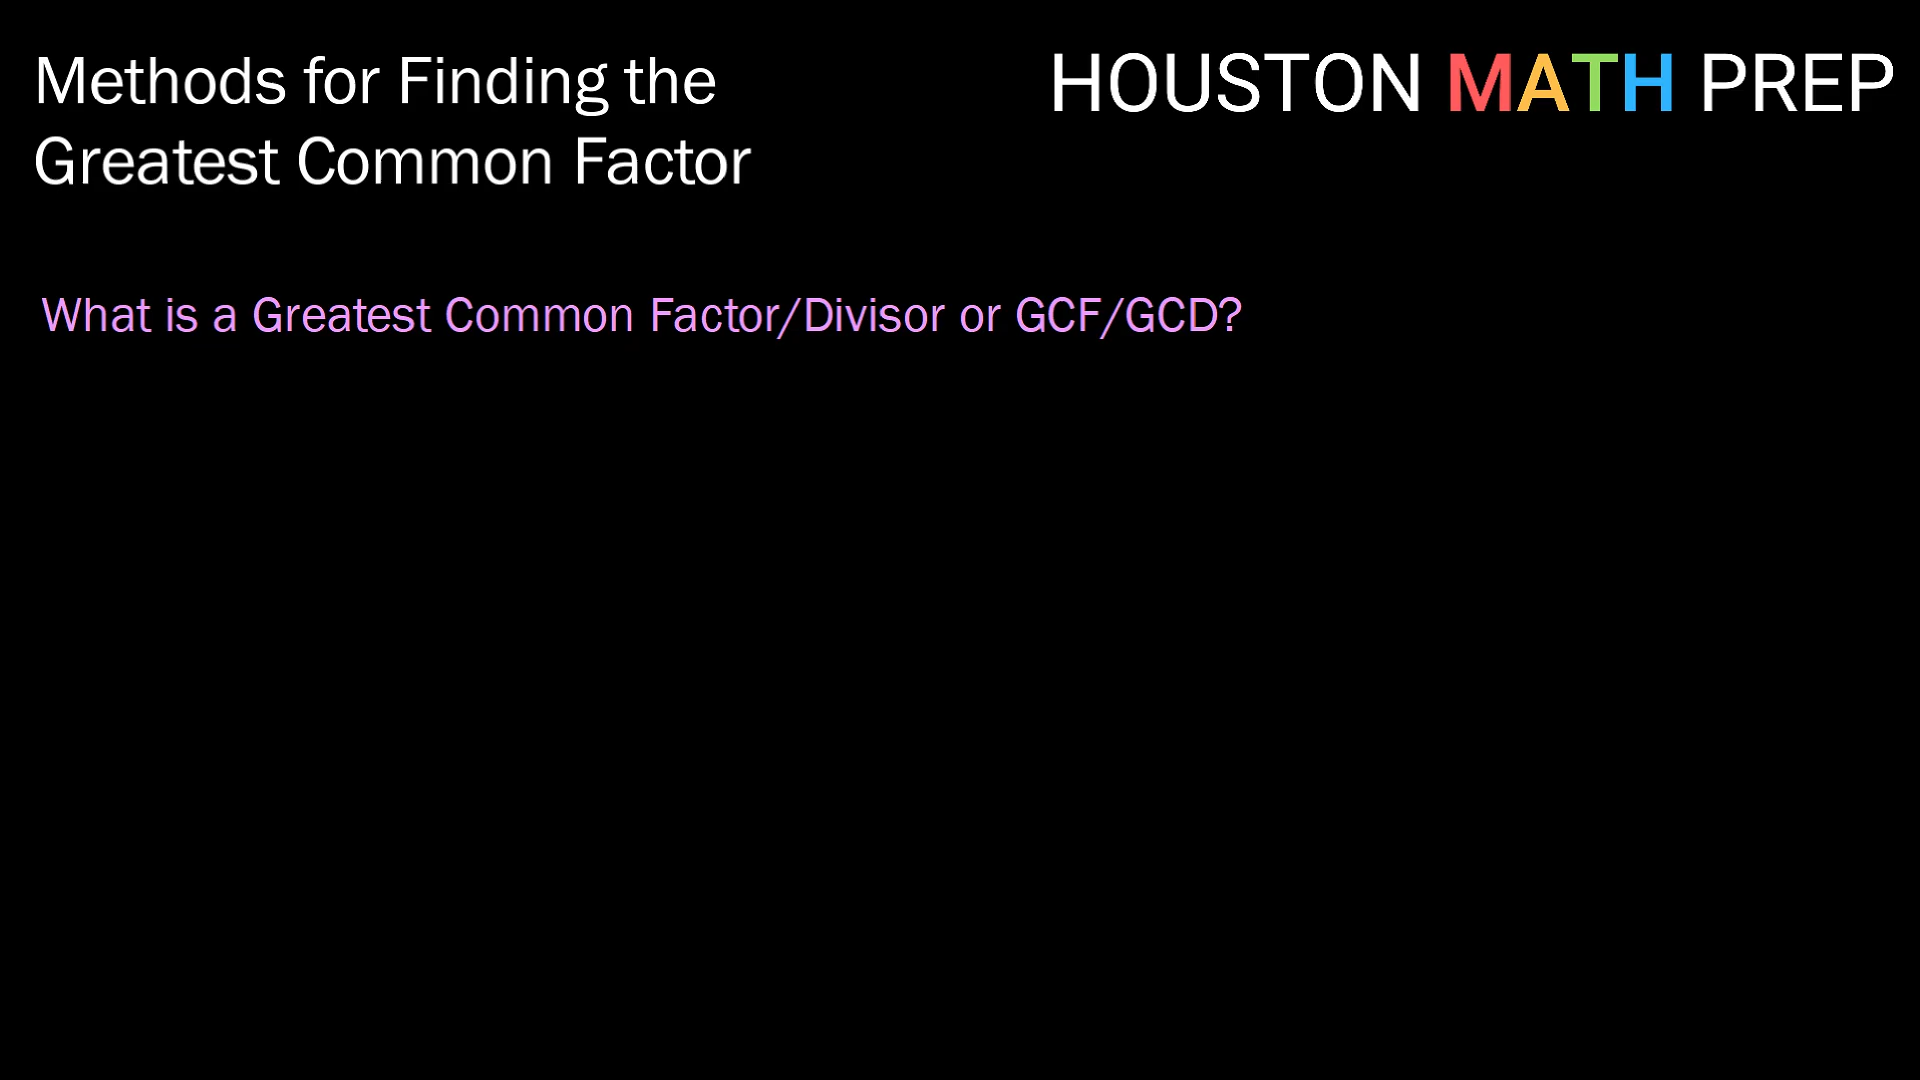 Methods for Finding the
Greatest Common Factor
HOUSTON MATH PREP
What is a Greatest Common Factor/Divisor or GCF/GCD?